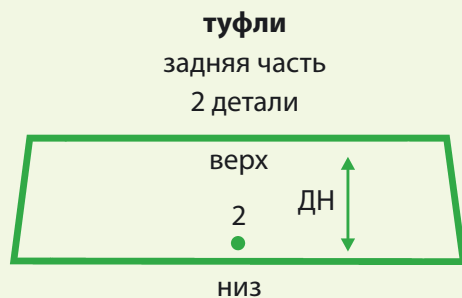 туфли
задняя часть
2 детали
верх
ДН
2
низ